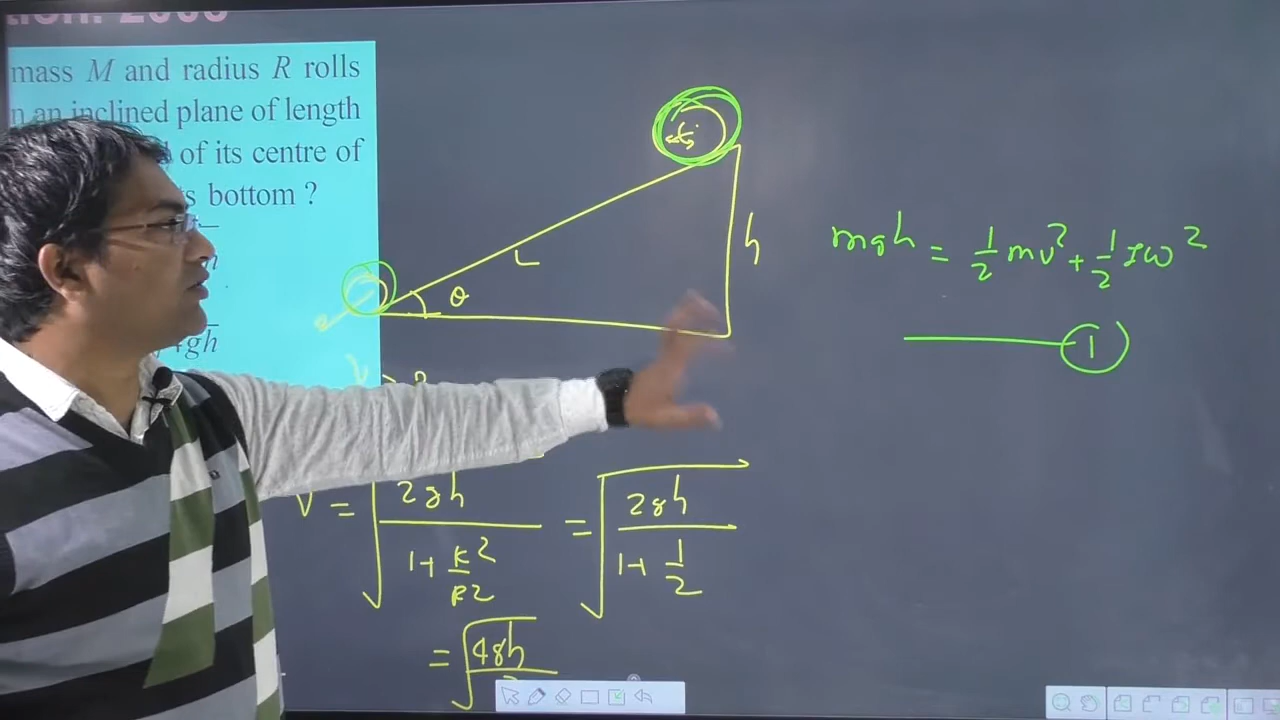 mass M and radius R rolls
an inclined plane of length
of its centre of
bottom ?
4gh
L
θ
h
mgh = 1/2 mv² + 1/2 Iω²
1
V = √(2gh / (1 + K²/R²)) = √(2gh / (1 + 1/2))
= √(4gh